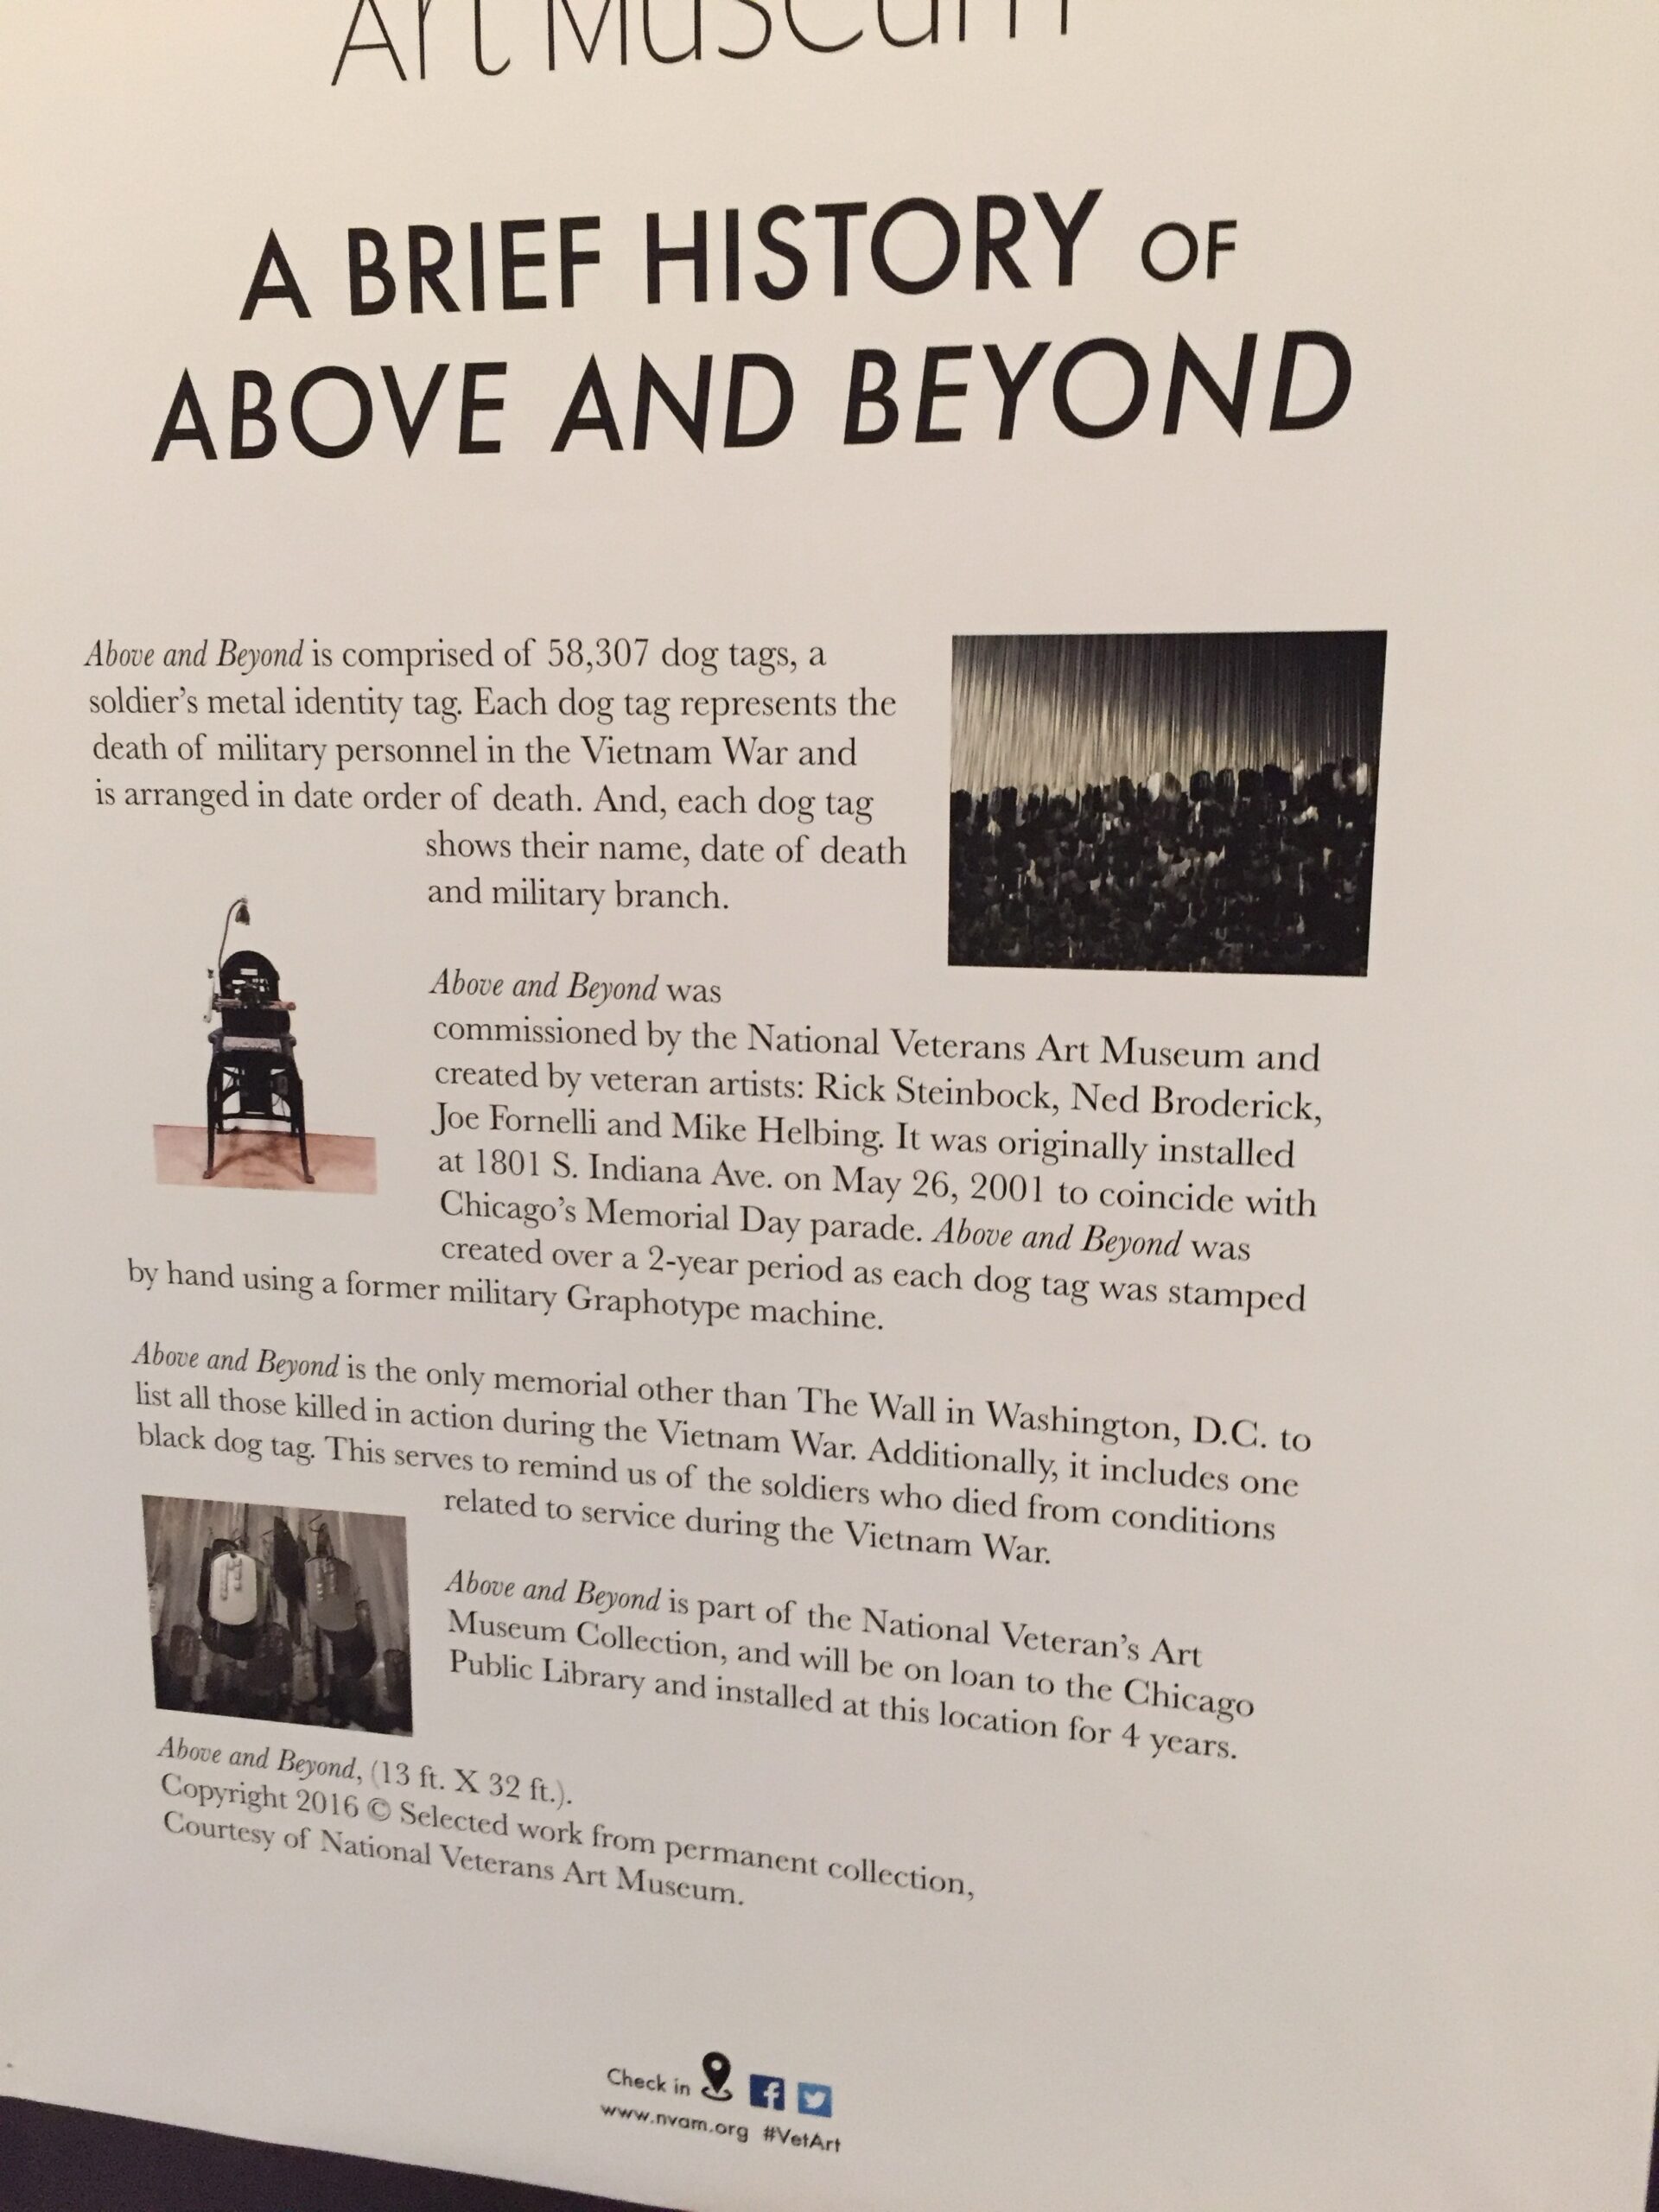 Art Museum
A BRIEF HISTORY OF
ABOVE AND BEYOND
Above and Beyond is comprised of 58,307 dog tags, a
soldier’s metal identity tag. Each dog tag represents the
death of military personnel in the Vietnam War and
is arranged in date order of death. And, each dog tag
shows their name, date of death
and military branch.
Above and Beyond was
commissioned by the National Veterans Art Museum and
created by veteran artists: Rick Steinbock, Ned Broderick,
Joe Fornelli and Mike Helbing. It was originally installed
at 1801 S. Indiana Ave. on May 26, 2001 to coincide with
Chicago’s Memorial Day parade. Above and Beyond was
created over a 2-year period as each dog tag was stamped
by hand using a former military Graphotype machine.
Above and Beyond is the only memorial other than The Wall in Washington, D.C. to
list all those killed in action during the Vietnam War. Additionally, it includes one
black dog tag. This serves to remind us of the soldiers who died from conditions
related to service during the Vietnam War.
Above and Beyond is part of the National Veteran’s Art
Museum Collection, and will be on loan to the Chicago
Public Library and installed at this location for 4 years.
Above and Beyond, (13 ft. X 32 ft.).
Copyright 2016 © Selected work from permanent collection,
Courtesy of National Veterans Art Museum.
Check in
www.nvam.org #VetArt